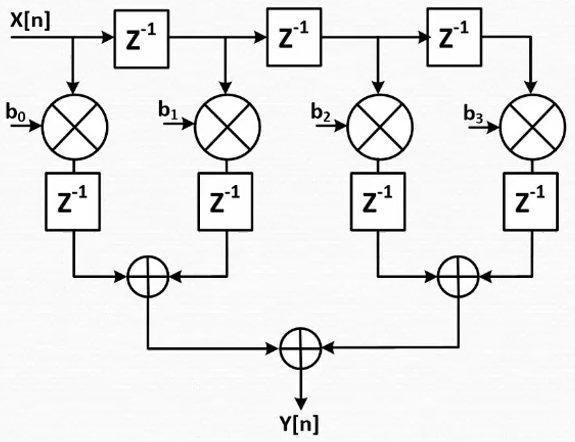 X[n]
Z⁻¹ Z⁻¹ Z⁻¹
b₀ b₁ b₂ b₃
Z⁻¹ Z⁻¹ Z⁻¹ Z⁻¹
Y[n]